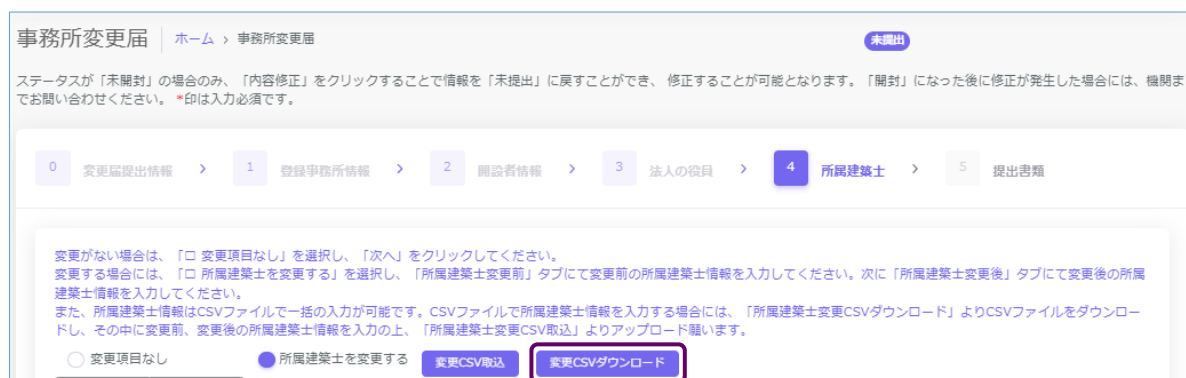 事務所変更届 ホーム > 事務所変更届 未提出
ステータスが「未開封」の場合のみ、「内容修正」をクリックすることで情報を「未提出」に戻すことができ、 修正することが可能となります。「開封」になった後に修正が発生した場合には、機関ま
でお問い合わせください。 *印は入力必須です。
0 変更届提出情報 > 1 登録事務所情報 > 2 開設者情報 > 3 法人の役員 > 4 所属建築士 > 5 提出書類
変更がない場合は、「□ 変更項目なし」を選択し、「次へ」をクリックしてください。
変更する場合には、「□ 所属建築士を変更する」を選択し、「所属建築士変更前」タブにて変更前の所属建築士情報を入力してください。次に「所属建築士変更後」タブにて変更後の所属
建築士情報を入力してください。
また、所属建築士情報はCSVファイルで一括の入力が可能です。CSVファイルで所属建築士情報を入力する場合には、「所属建築士変更CSVダウンロード」よりCSVファイルをダウンロー
ドし、その中に変更前、変更後の所属建築士情報を入力の上、「所属建築士変更CSV取込」よりアップロード願います。
変更項目なし 所属建築士を変更する 変更CSV取込 変更CSVダウンロード